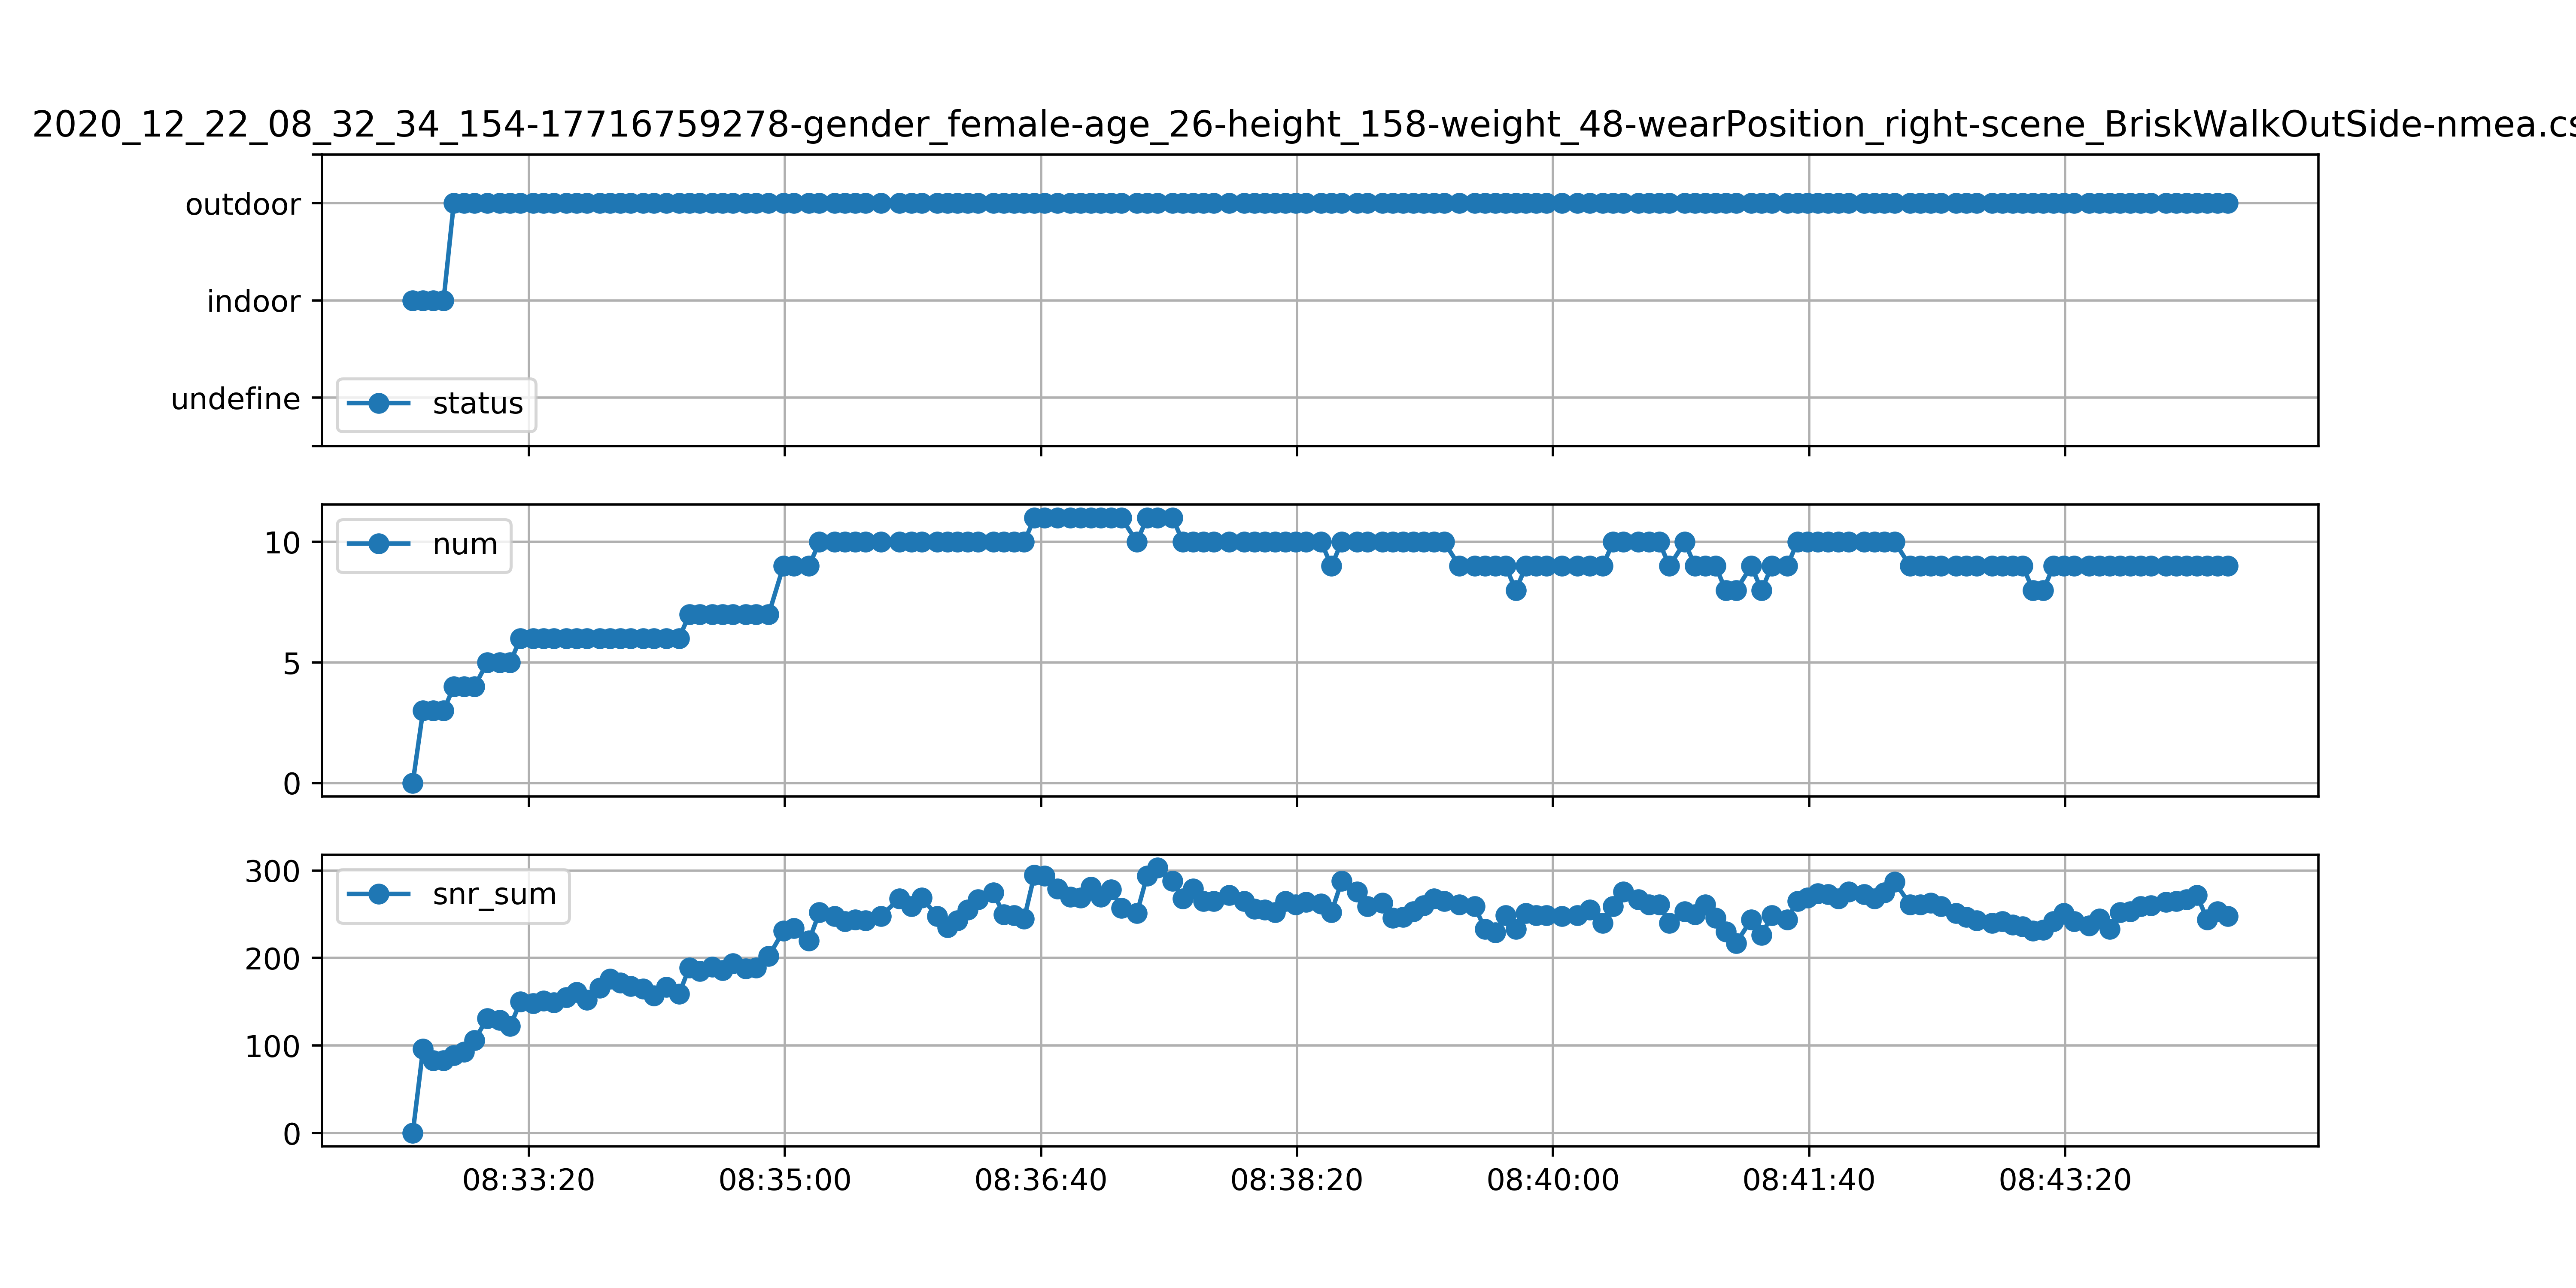 2020_12_22_08_32_34_154-17716759278-gender_female-age_26-height_158-weight_48-wearPosition_right-scene_BriskWalkOutSide-nmea.cs
outdoor
indoor
undefine
status
10
5
0
num
300
200
100
0
snr_sum
08:33:20 08:35:00 08:36:40 08:38:20 08:40:00 08:41:40 08:43:20